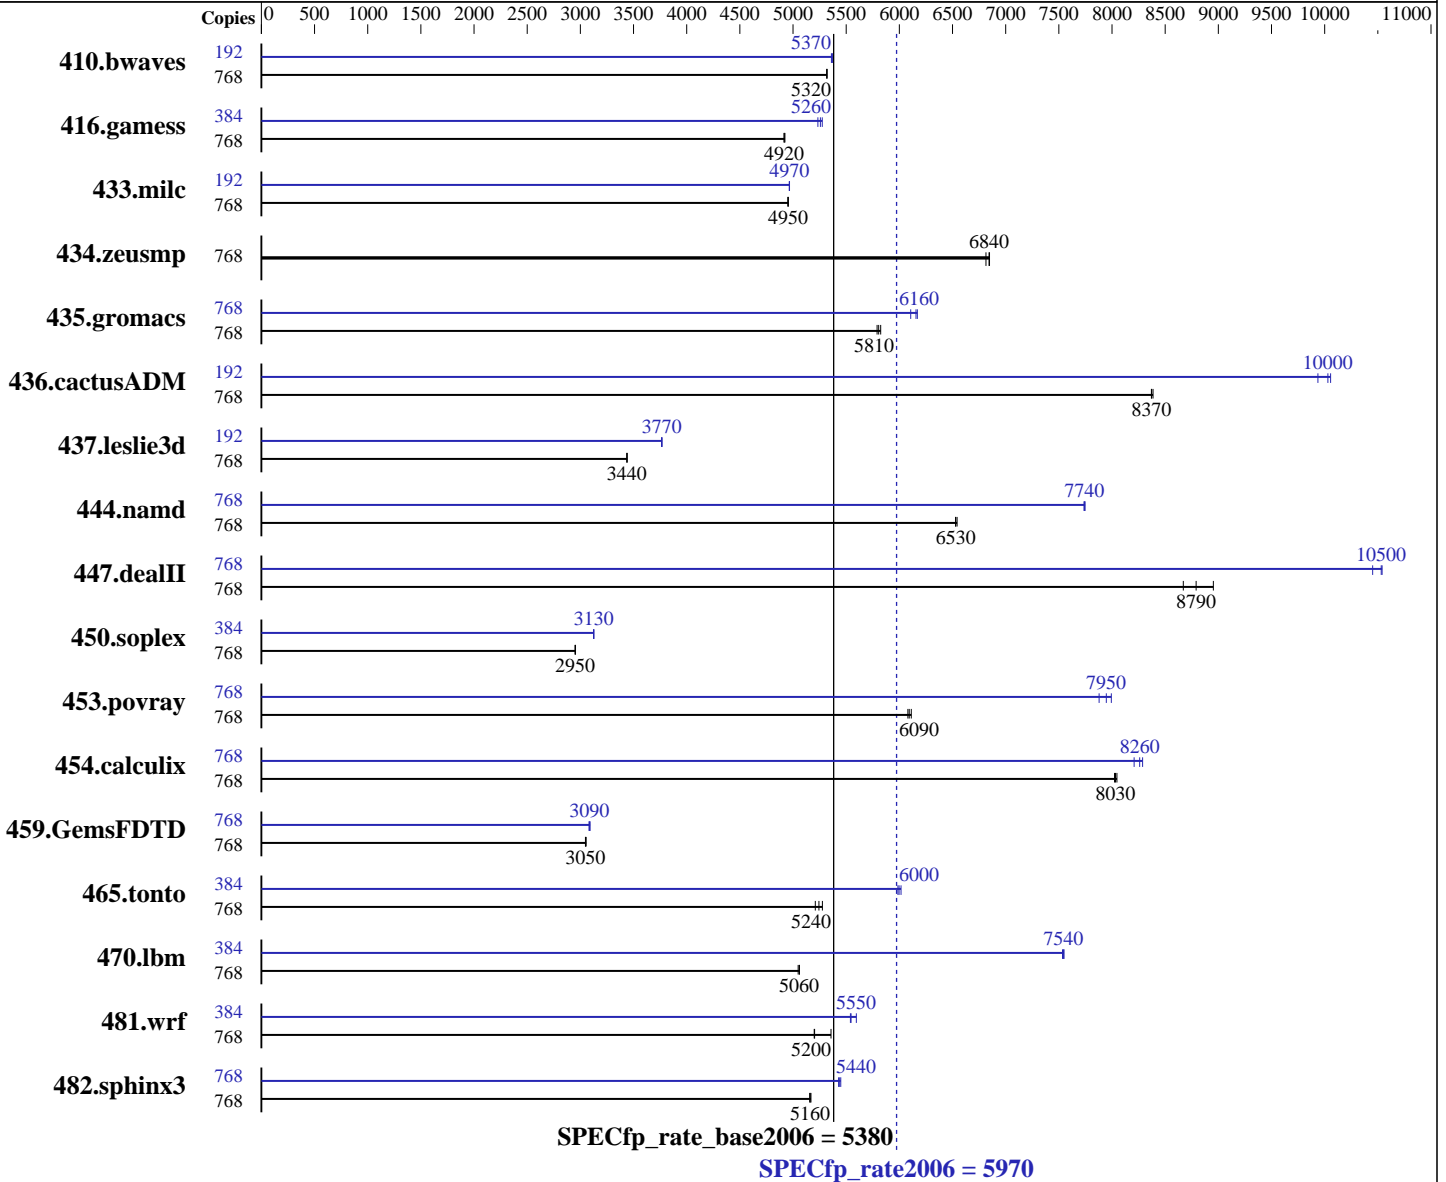 Copies 0 500 1000 1500 2000 2500 3000 3500 4000 4500 5000 5500 6000 6500 7000 7500 8000 8500 9000 9500 10000 11000
410.bwaves 192 5370
768 5320
416.gamess 384 5260
768 4920
433.milc 192 4970
768 4950
434.zeusmp 768 6840
435.gromacs 768 6160
768 5810
436.cactusADM 192 10000
768 8370
437.leslie3d 192 3770
768 3440
444.namd 768 7740
768 6530
447.dealII 768 10500
768 8790
450.soplex 384 3130
768 2950
453.povray 768 7950
768 6090
454.calculix 768 8260
768 8030
459.GemsFDTD 768 3090
768 3050
465.tonto 384 6000
768 5240
470.lbm 384 7540
768 5060
481.wrf 384 5550
768 5200
482.sphinx3 768 5440
768 5160
SPECfp_rate_base2006 = 5380
SPECfp_rate2006 = 5970